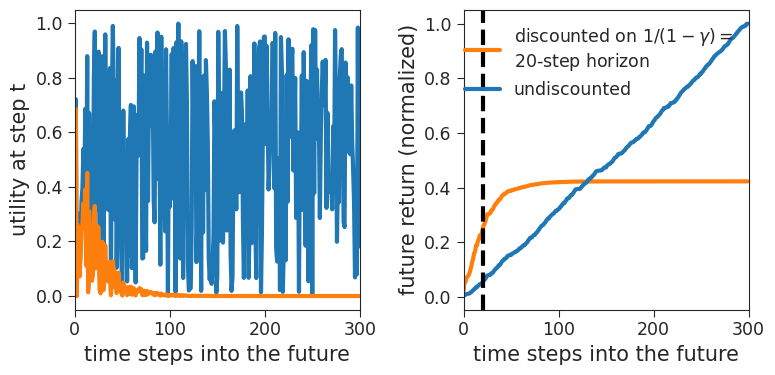 utility at step t
1.0
0.8
0.6
0.4
0.2
0.0
0
100
200
300
time steps into the future
future return (normalized)
1.0
0.8
0.6
0.4
0.2
0.0
discounted on 1/(1 − γ) =
20-step horizon
undiscounted
0
100
200
300
time steps into the future